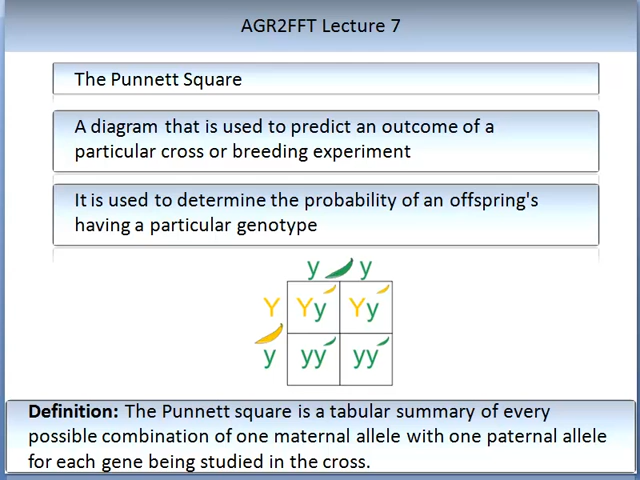 AGR2FFT Lecture 7
The Punnett Square
A diagram that is used to predict an outcome of a
particular cross or breeding experiment
It is used to determine the probability of an offspring's
having a particular genotype
y y
Y Yy Yy
y yy yy
Definition: The Punnett square is a tabular summary of every
possible combination of one maternal allele with one paternal allele
for each gene being studied in the cross.